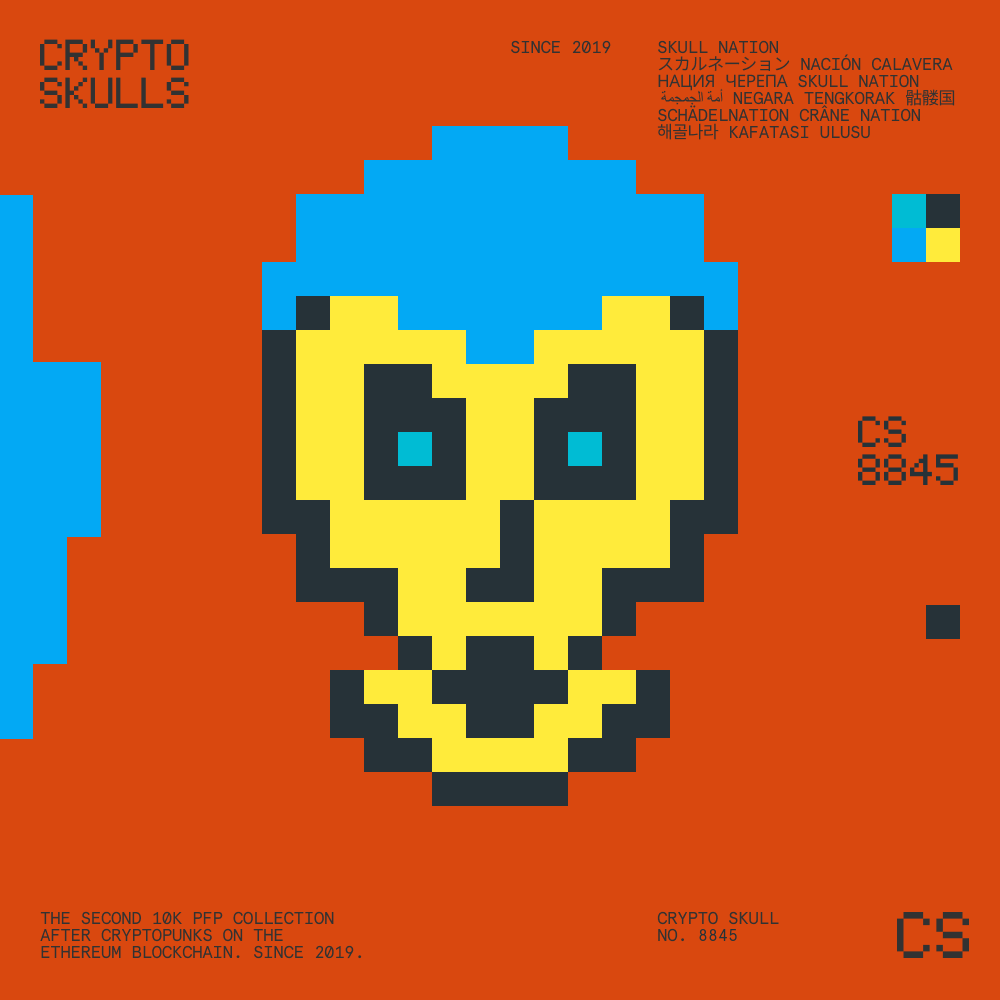 CRYPTO
SKULLS
SINCE 2019
SKULL NATION
スカルネーション NACIÓN CALAVERA
НАЦИЯ ЧЕРЕПА SKULL NATION
أمة الجمجمة NEGARA TENGKORAK 骷髅国
SCHÄDELNATION CRÂNE NATION
해골나라 KAFATASI ULUSU
CS
8845
THE SECOND 10K PFP COLLECTION
AFTER CRYPTOPUNKS ON THE
ETHEREUM BLOCKCHAIN. SINCE 2019.
CRYPTO SKULL
NO. 8845
CS